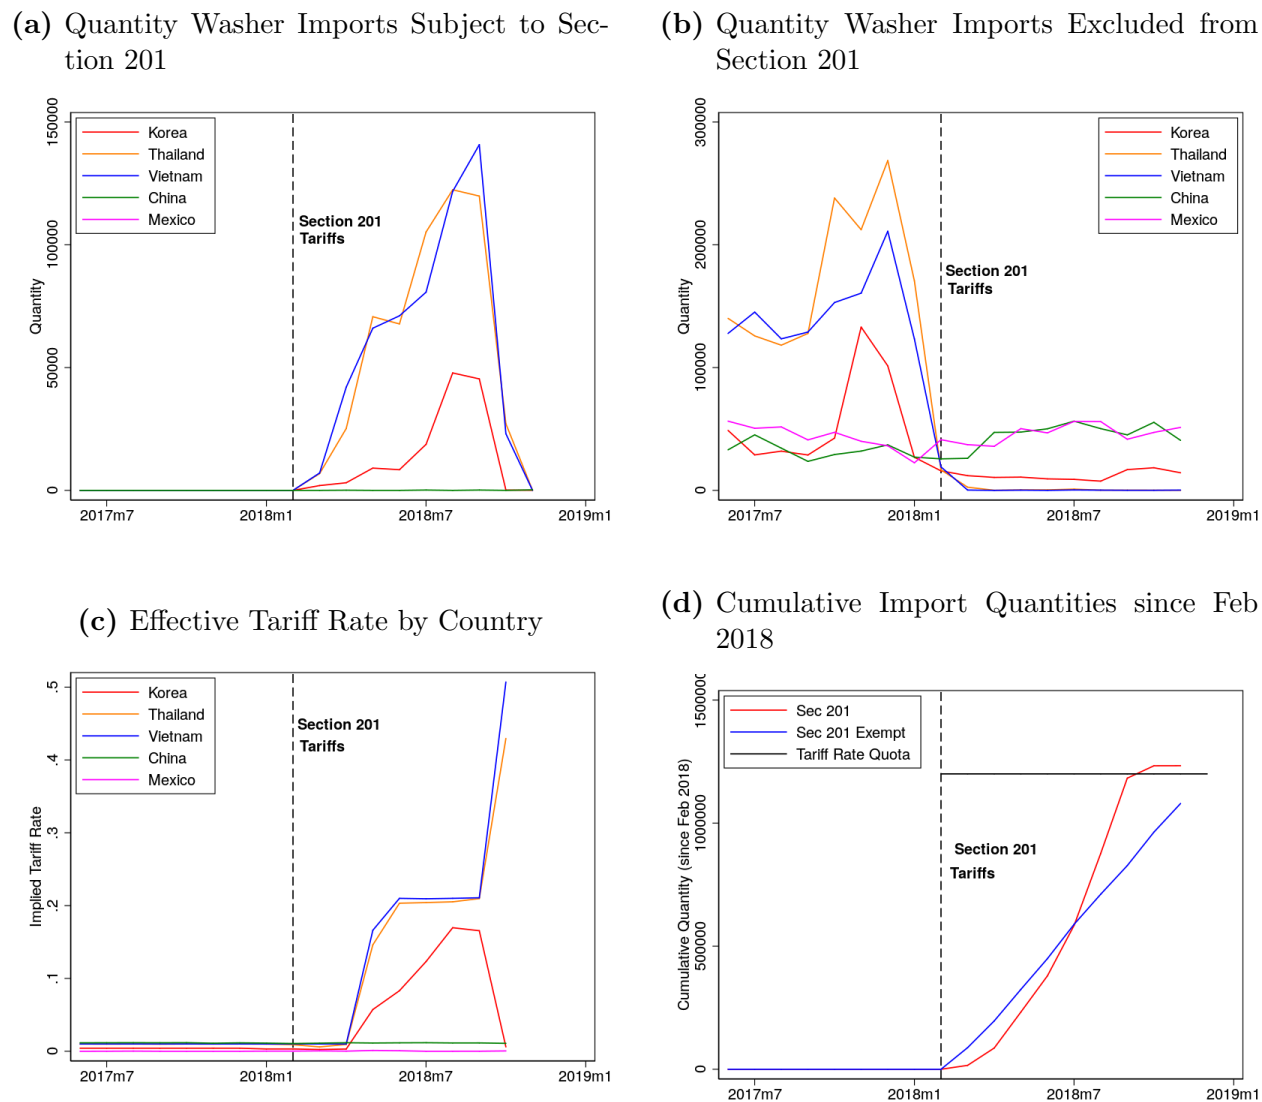 (a) Quantity Washer Imports Subject to Sec-
tion 201
150000
100000
50000
0
Quantity
Korea
Thailand
Vietnam
China
Mexico
Section 201
Tariffs
2017m7
2018m1
2018m7
2019m1
(b) Quantity Washer Imports Excluded from
Section 201
300000
200000
100000
0
Quantity
Korea
Thailand
Vietnam
China
Mexico
Section 201
Tariffs
2017m7
2018m1
2018m7
2019m1
(c) Effective Tariff Rate by Country
.5
.4
.3
.2
.1
0
Implied Tariff Rate
Korea
Thailand
Vietnam
China
Mexico
Section 201
Tariffs
2017m7
2018m1
2018m7
2019m1
(d) Cumulative Import Quantities since Feb
2018
1000000
500000
0
Cumulative Quantity (since Feb 2018)
Sec 201
Sec 201 Exempt
Tariff Rate Quota
Section 201
Tariffs
2017m7
2018m1
2018m7
2019m1